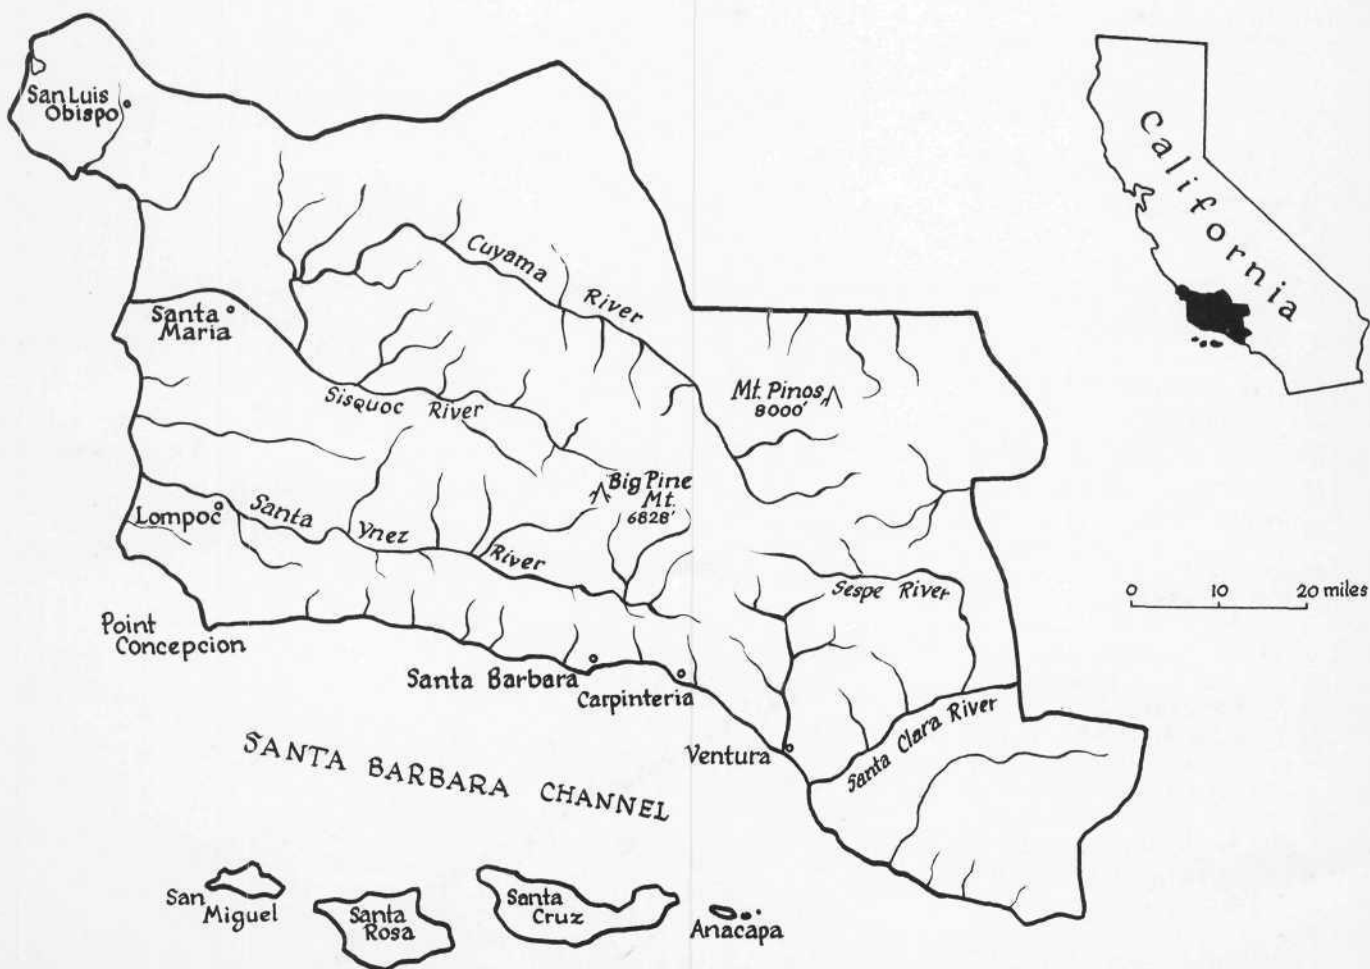 San Luis
Obispo
California
Cuyama
River
Santa
Maria
Sisquoc River
Mt. Pinos
8000'
Big Pine
Mt.
6828'
Lompoc
Santa
Ynez
River
Sespe River
0 10 20 miles
Point
Concepcion
Santa Barbara
Carpinteria
Ventura
Santa Clara River
SANTA BARBARA CHANNEL
San
Miguel
Santa
Rosa
Santa
Cruz
Anacapa